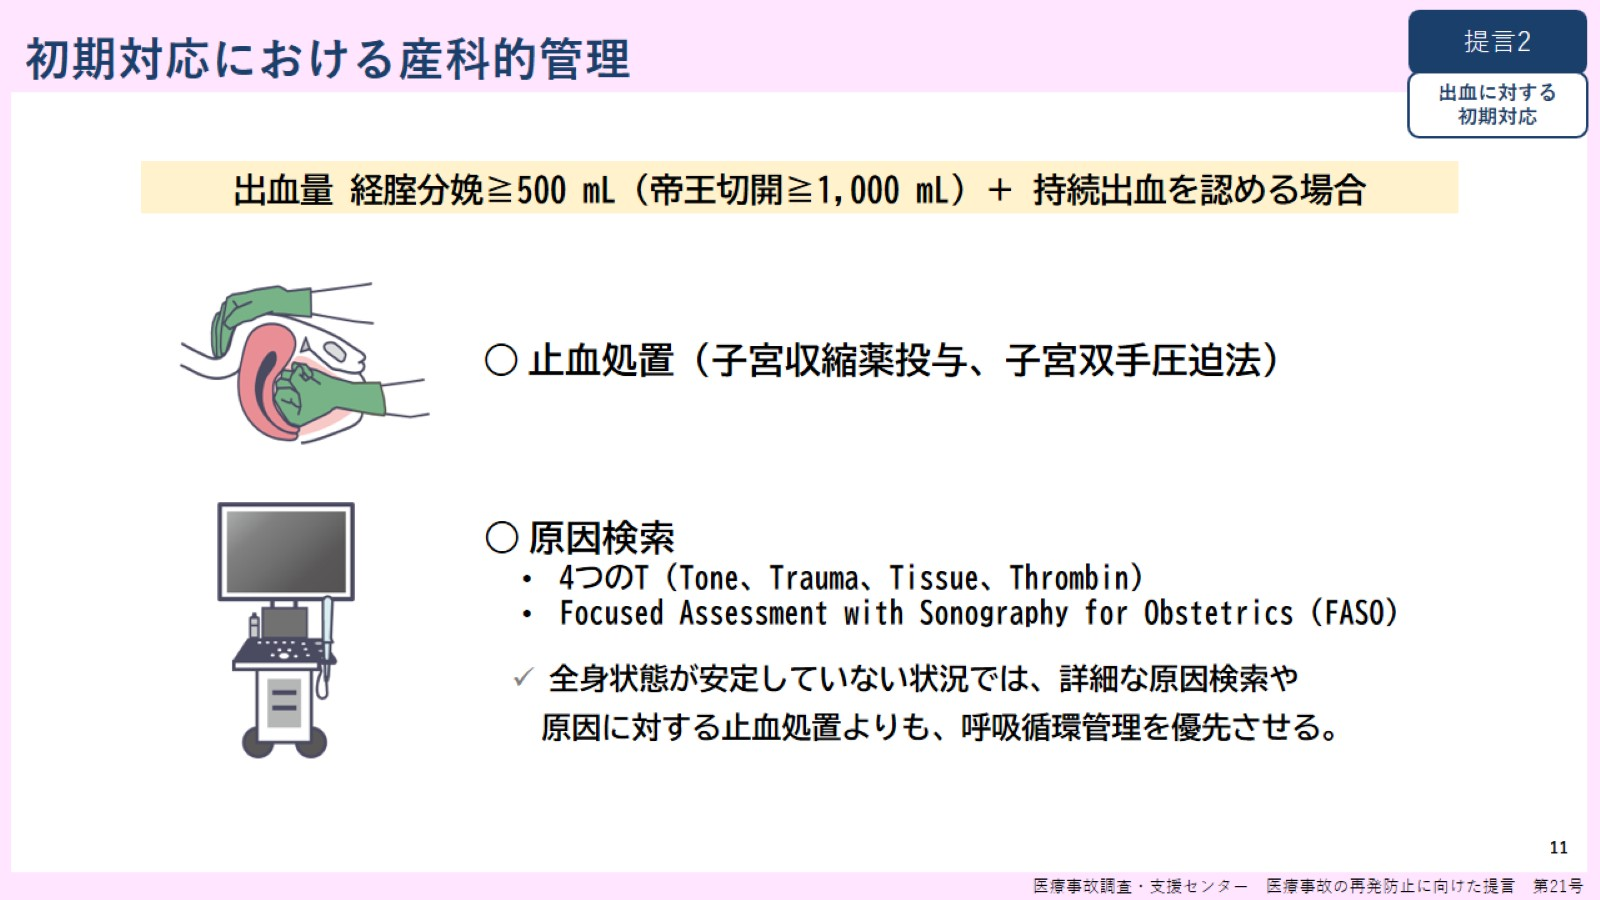 初期対応における産科的管理
提言2
出血に対する
初期対応
出血量 経腟分娩≧500 mL（帝王切開≧1,000 mL）＋ 持続出血を認める場合
○ 止血処置（子宮収縮薬投与、子宮双手圧迫法）
○ 原因検索
• 4つのT（Tone、Trauma、Tissue、Thrombin）
• Focused Assessment with Sonography for Obstetrics（FASO）
✓ 全身状態が安定していない状況では、詳細な原因検索や
原因に対する止血処置よりも、呼吸循環管理を優先させる。
11
医療事故調査・支援センター　医療事故の再発防止に向けた提言　第21号